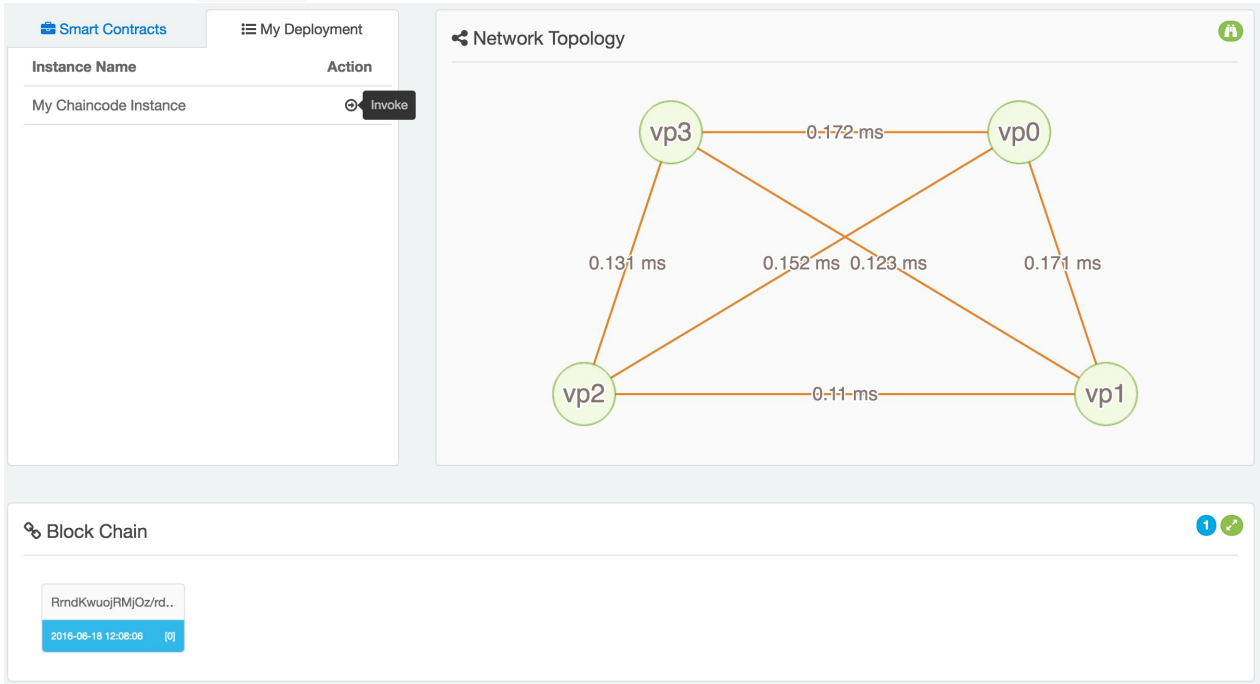 Smart Contracts
My Deployment
Instance Name
Action
My Chaincode Instance
Invoke
Network Topology
vp3
0.172 ms
vp0
0.131 ms
0.152 ms
0.123 ms
0.171 ms
vp2
0.11 ms
vp1
Block Chain
1
RrndKwuojRMjOz/rd..
2016-06-18 12:08:06
[0]